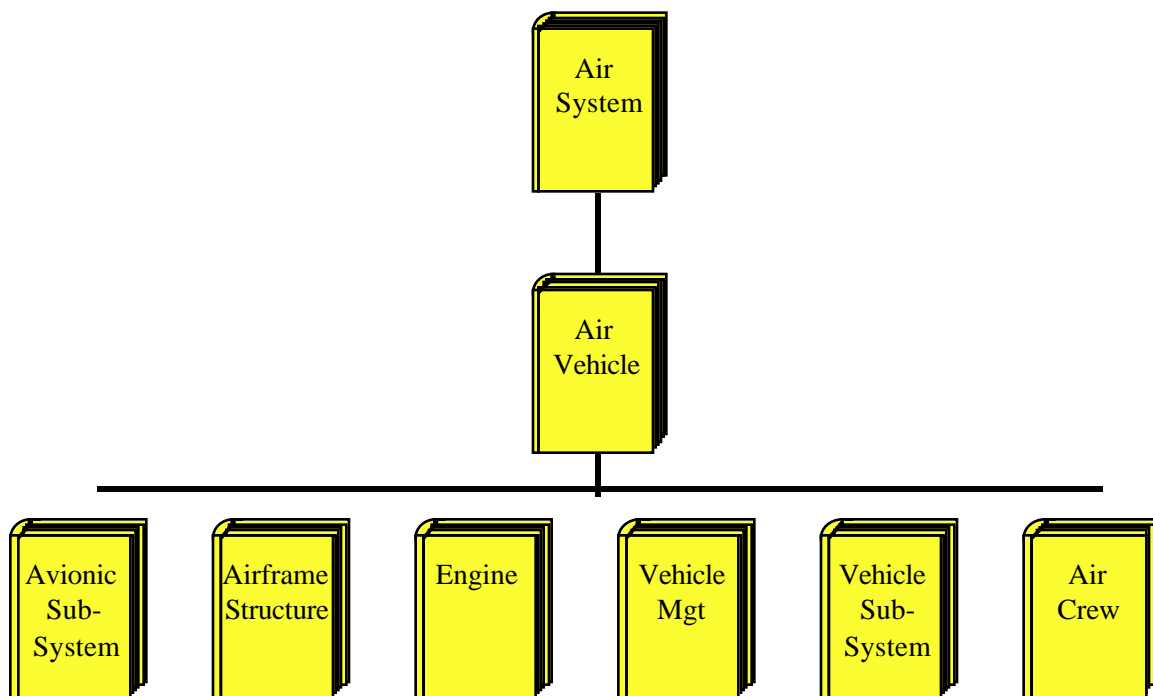 Air
System
Air
Vehicle
Avionic
Sub-
System
Airframe
Structure
Engine
Vehicle
Mgt
Vehicle
Sub-
System
Air
Crew